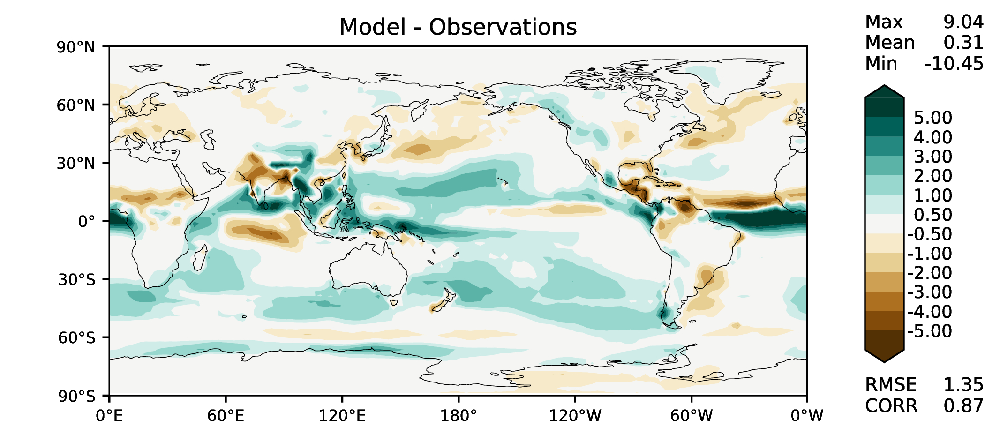 Model - Observations
Max 9.04
Mean 0.31
Min -10.45
90°N
60°N
30°N
0°
30°S
60°S
90°S
0°E 60°E 120°E 180° 120°W 60°W 0°W
5.00
4.00
3.00
2.00
1.00
0.50
-0.50
-1.00
-2.00
-3.00
-4.00
-5.00
RMSE 1.35
CORR 0.87